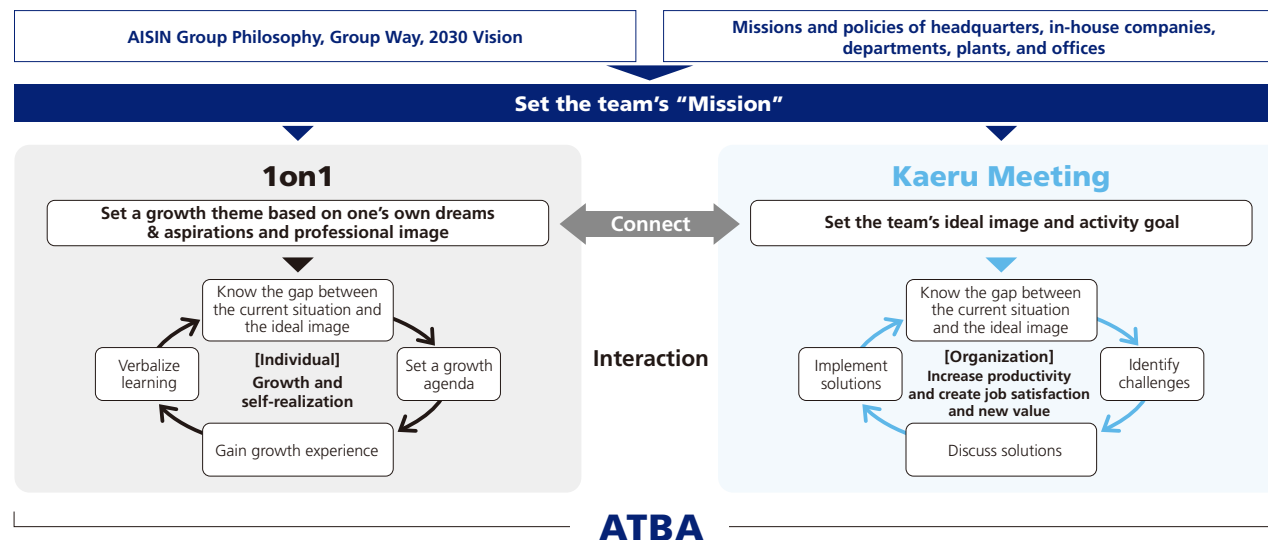 AISIN Group Philosophy, Group Way, 2030 Vision
Missions and policies of headquarters, in-house companies,
departments, plants, and offices
Set the team's “Mission”
1on1
Set a growth theme based on one's own dreams
& aspirations and professional image
Know the gap between
the current situation and
the ideal image
Set a growth
agenda
Gain growth experience
Verbalize
learning
[Individual]
Growth and
self-realization
Connect
Interaction
Kaeru Meeting
Set the team's ideal image and activity goal
Know the gap between
the current situation
and the ideal image
Identify
challenges
Discuss solutions
Implement
solutions
[Organization]
Increase productivity
and create job satisfaction
and new value
ATBA